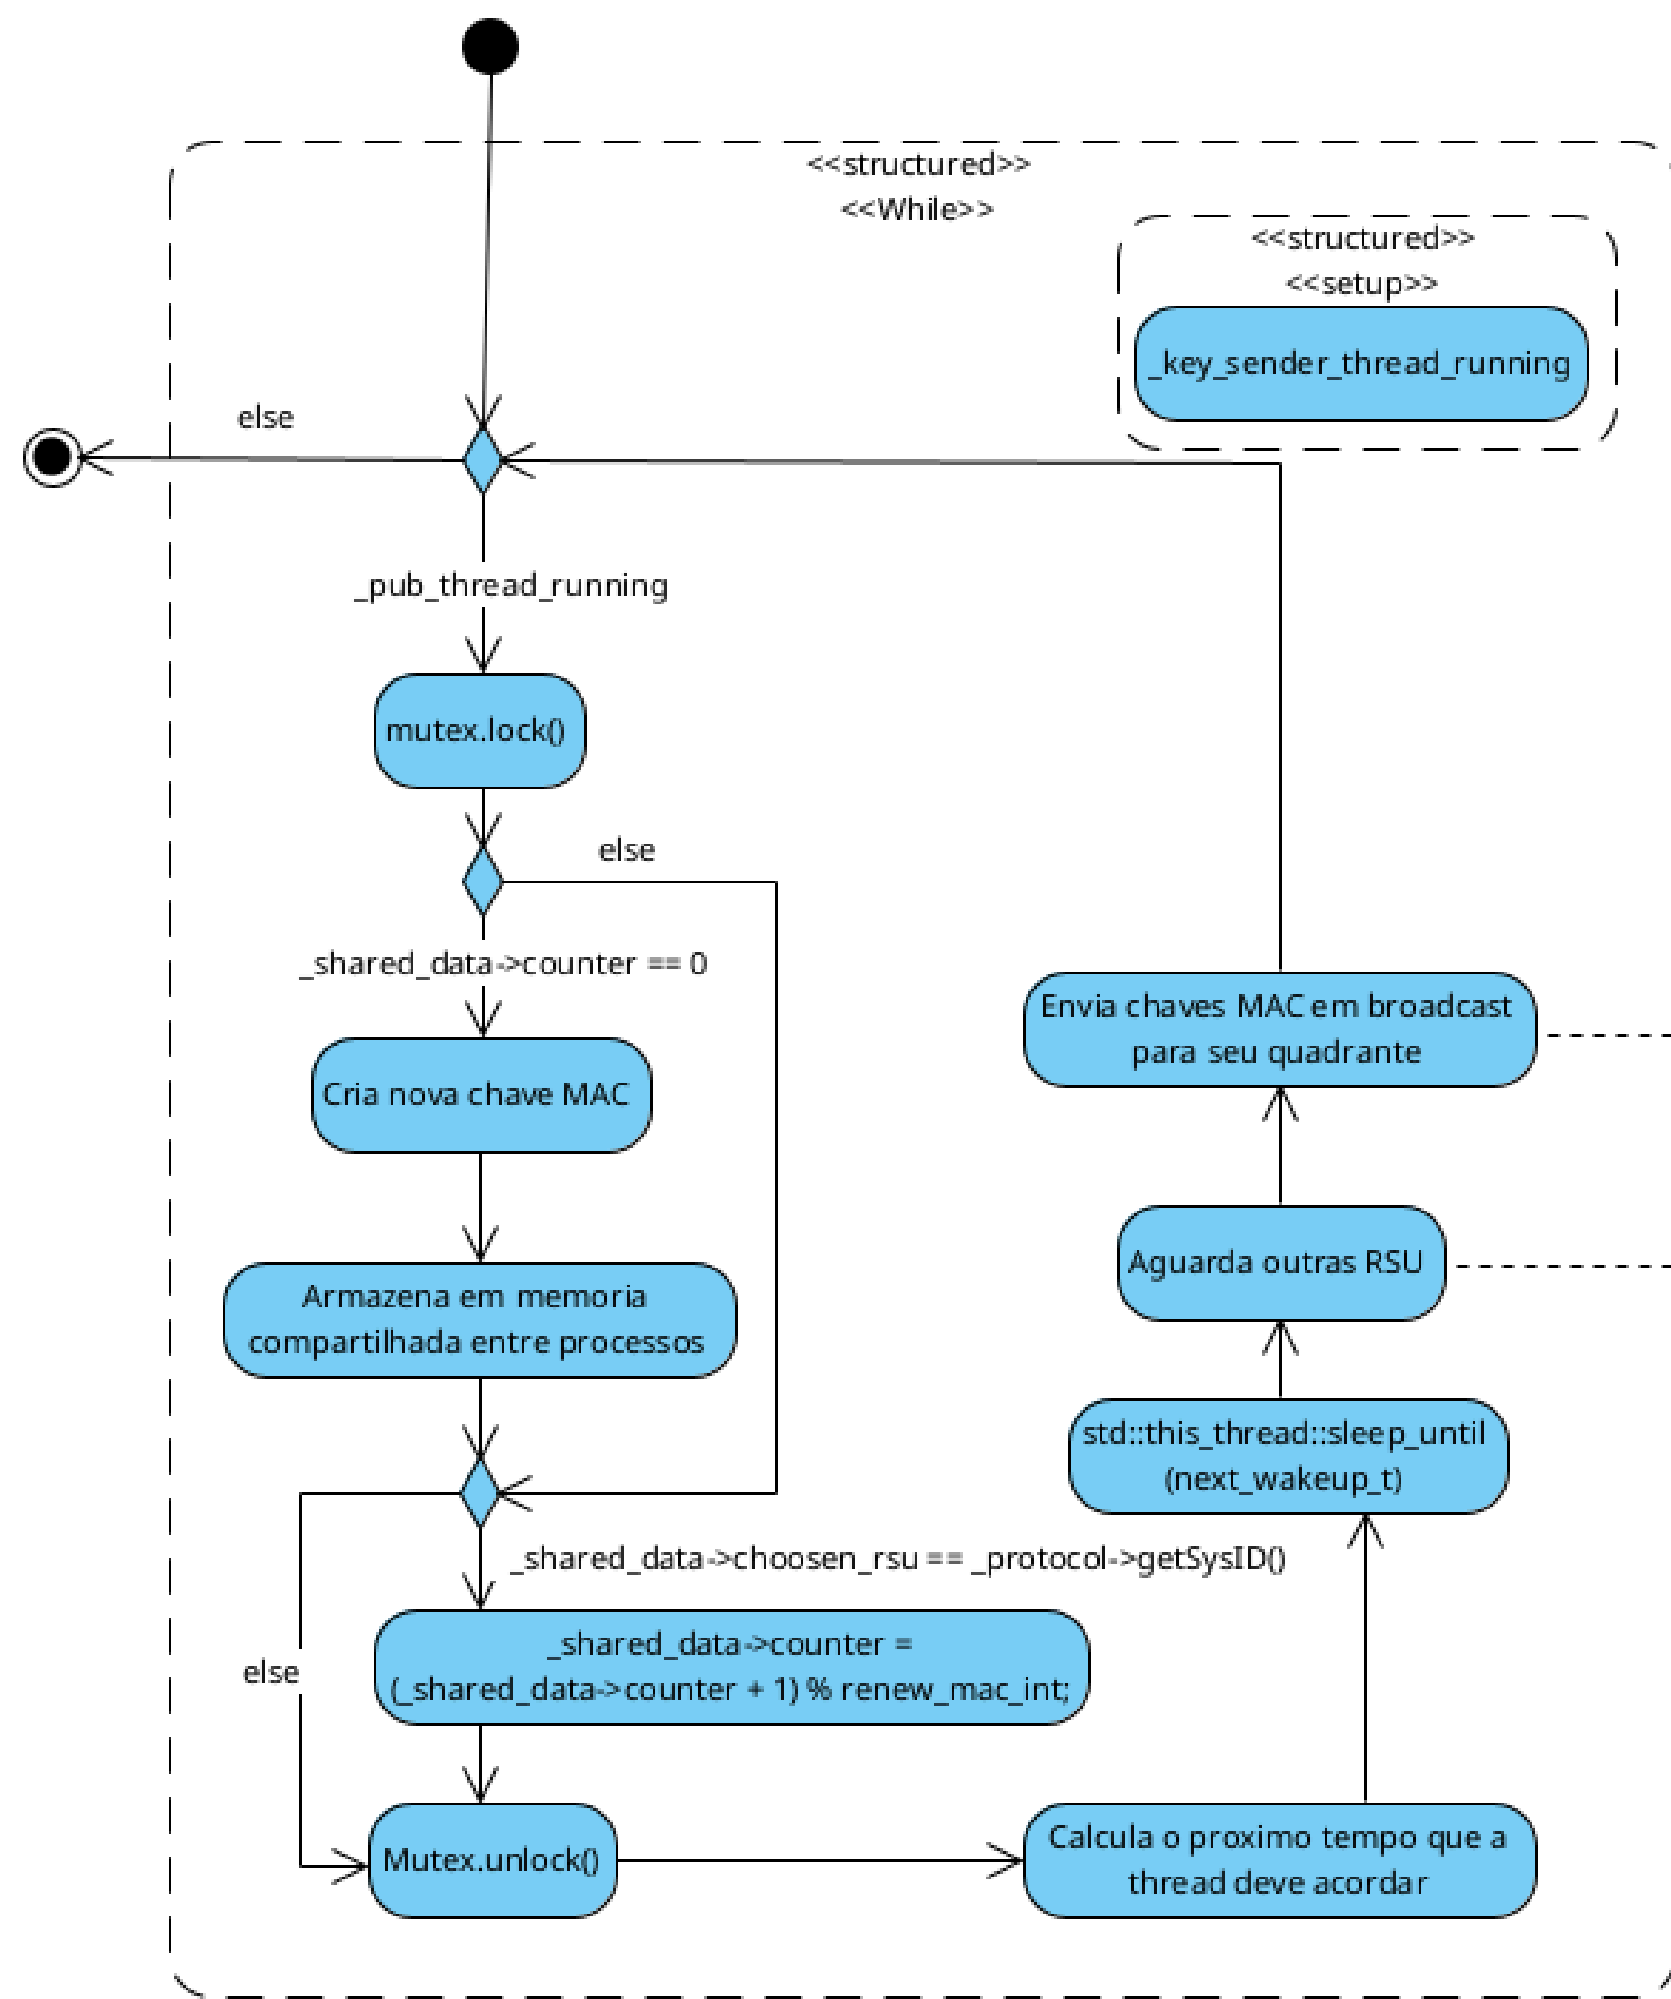 <<structured>>
<<While>>
<<structured>>
<<setup>>
_key_sender_thread_running
else
_pub_thread_running
mutex.lock()
else
_shared_data->counter == 0
Cria nova chave MAC
Armazena em memoria
compartilhada entre processos
_shared_data->choosen_rsu == _protocol->getSysID()
else
_shared_data->counter =
(_shared_data->counter + 1) % renew_mac_int;
Mutex.unlock()
Calcula o proximo tempo que a
thread deve acordar
std::this_thread::sleep_until
(next_wakeup_t)
Aguarda outras RSU
Envia chaves MAC em broadcast
para seu quadrante